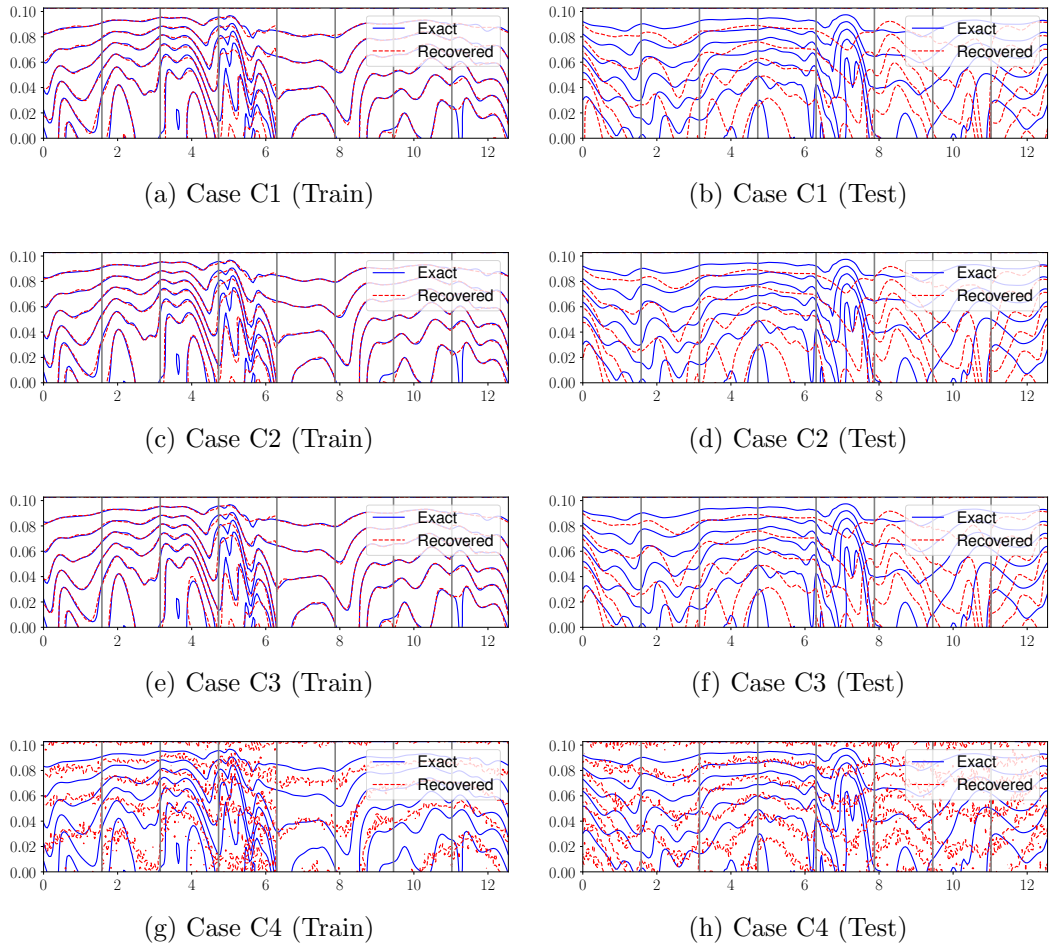 0.10
0.08
0.06
0.04
0.02
0.00
Exact
Recovered
0 2 4 6 8 10 12
(a) Case C1 (Train)
0.10
0.08
0.06
0.04
0.02
0.00
Exact
Recovered
0 2 4 6 8 10 12
(b) Case C1 (Test)
0.10
0.08
0.06
0.04
0.02
0.00
Exact
Recovered
0 2 4 6 8 10 12
(c) Case C2 (Train)
0.10
0.08
0.06
0.04
0.02
0.00
Exact
Recovered
0 2 4 6 8 10 12
(d) Case C2 (Test)
0.10
0.08
0.06
0.04
0.02
0.00
Exact
Recovered
0 2 4 6 8 10 12
(e) Case C3 (Train)
0.10
0.08
0.06
0.04
0.02
0.00
Exact
Recovered
0 2 4 6 8 10 12
(f) Case C3 (Test)
0.10
0.08
0.06
0.04
0.02
0.00
Exact
Recovered
0 2 4 6 8 10 12
(g) Case C4 (Train)
0.10
0.08
0.06
0.04
0.02
0.00
Exact
Recovered
0 2 4 6 8 10 12
(h) Case C4 (Test)